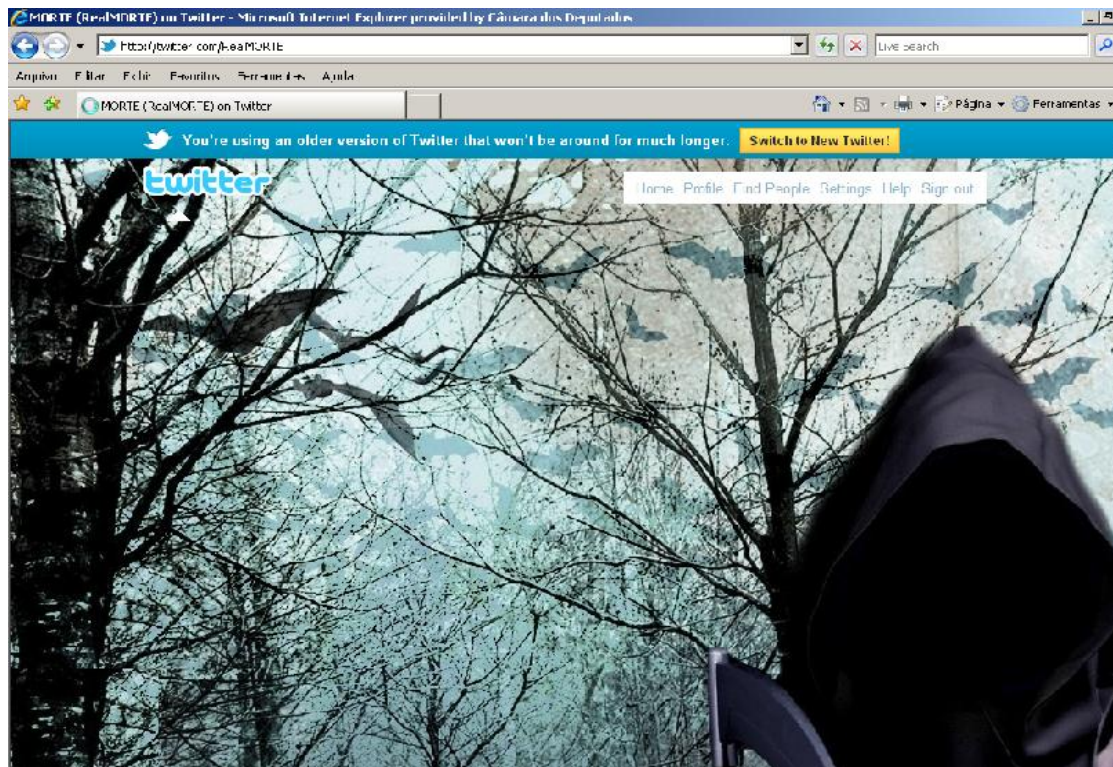 MORTE (RealMORTE) on Twitter - Microsoft Internet Explorer provided by Câmara dos Deputados
http://twitter.com/RealMORTE
Live Search
Arquivo Editar Exibir Favoritos Ferramentas Ajuda
MORTE (RealMORTE) on Twitter
Página Ferramentas
You're using an older version of Twitter that won't be around for much longer. Switch to New Twitter!
twitter
Home Profile Find People Settings Help Sign out